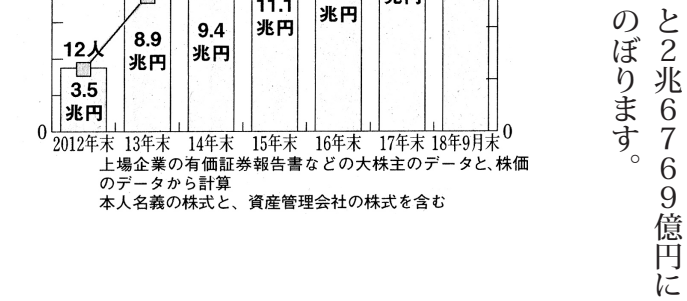 と2兆6769億円に
のぼります。
11.1
兆円
兆円
兆円
9.4
兆円
8.9
兆円
12人
3.5
兆円
0
0
2012年末 13年末 14年末 15年末 16年末 17年末 18年9月末
上場企業の有価証券報告書などの大株主のデータと、株価
のデータから計算
本人名義の株式と、資産管理会社の株式を含む